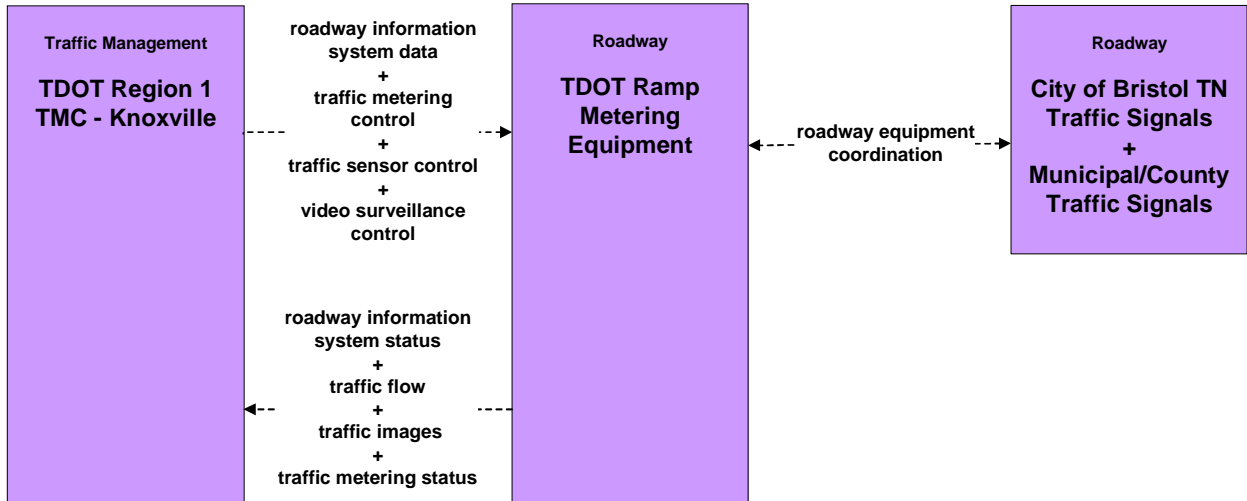 Traffic Management
TDOT Region 1
TMC - Knoxville
roadway information
system data
+
traffic metering
control
+
traffic sensor control
+
video surveillance
control
roadway information
system status
+
traffic flow
+
traffic images
+
traffic metering status
Roadway
TDOT Ramp
Metering
Equipment
roadway equipment
coordination
Roadway
City of Bristol TN
Traffic Signals
+
Municipal/County
Traffic Signals